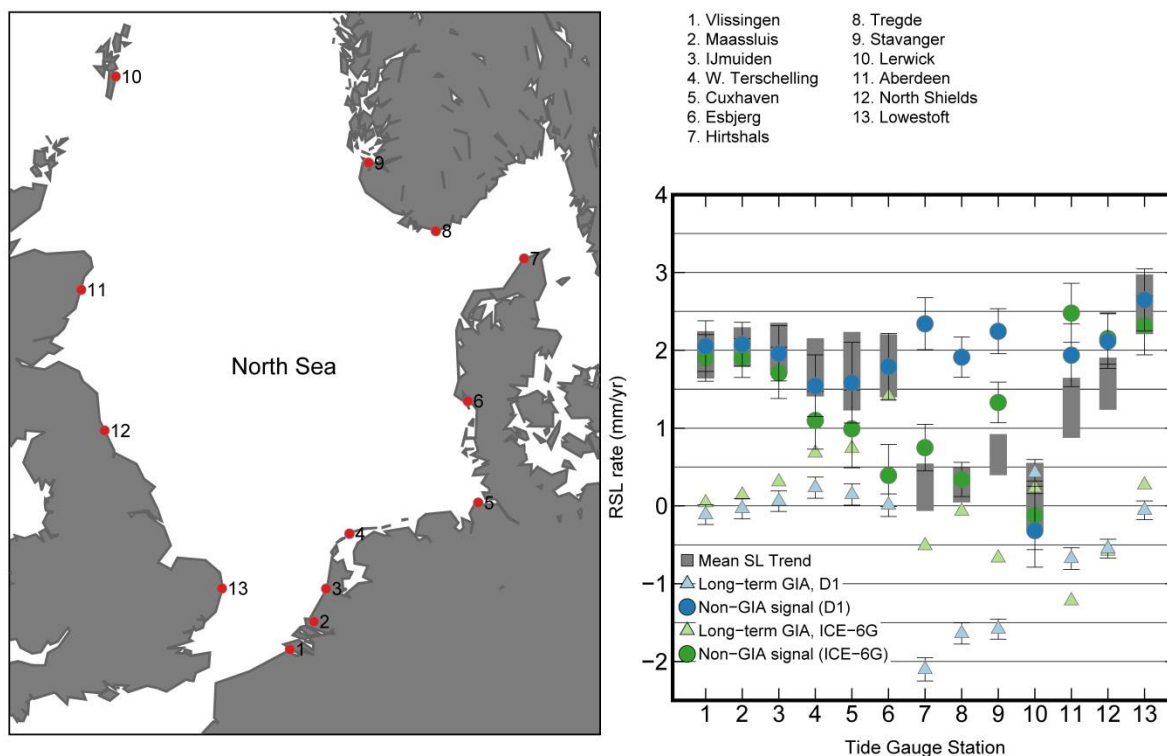 10
9
8
7
11
North Sea
6
12
5
4
13
3
2
1
1. Vlissingen
2. Maassluis
3. IJmuiden
4. W. Terschelling
5. Cuxhaven
6. Esbjerg
7. Hirtshals
8. Tregde
9. Stavanger
10. Lerwick
11. Aberdeen
12. North Shields
13. Lowestoft
4
3
2
1
0
−1
−2
RSL rate (mm/yr)
Mean SL Trend
Long−term GIA, D1
Non−GIA signal (D1)
Long−term GIA, ICE−6G
Non−GIA signal (ICE−6G)
1 2 3 4 5 6 7 8 9 10 11 12 13
Tide Gauge Station